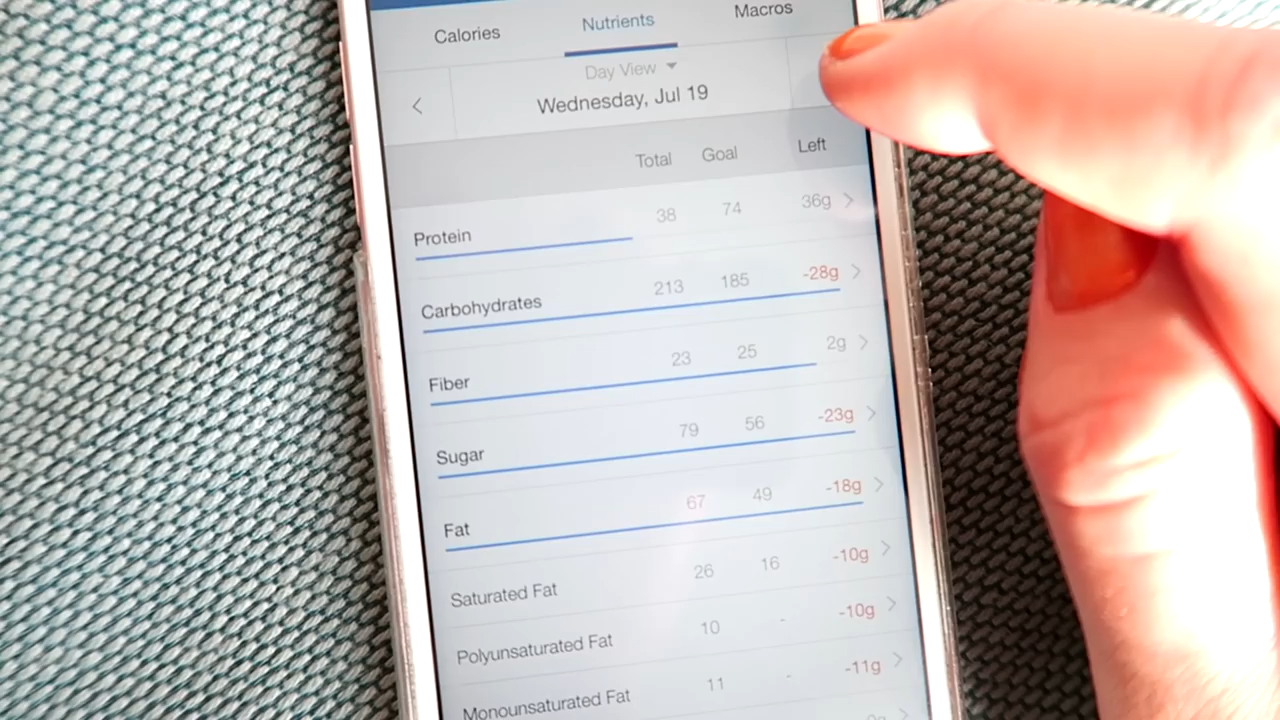 Calories Nutrients Macros
Day View
Wednesday, Jul 19
Total Goal Left
Protein 38 74 36g
Carbohydrates 213 185 -28g
Fiber 23 25 2g
Sugar 79 56 -23g
Fat 67 49 -18g
Saturated Fat 26 16 -10g
Polyunsaturated Fat 10 - -10g
Monounsaturated Fat 11 - -11g